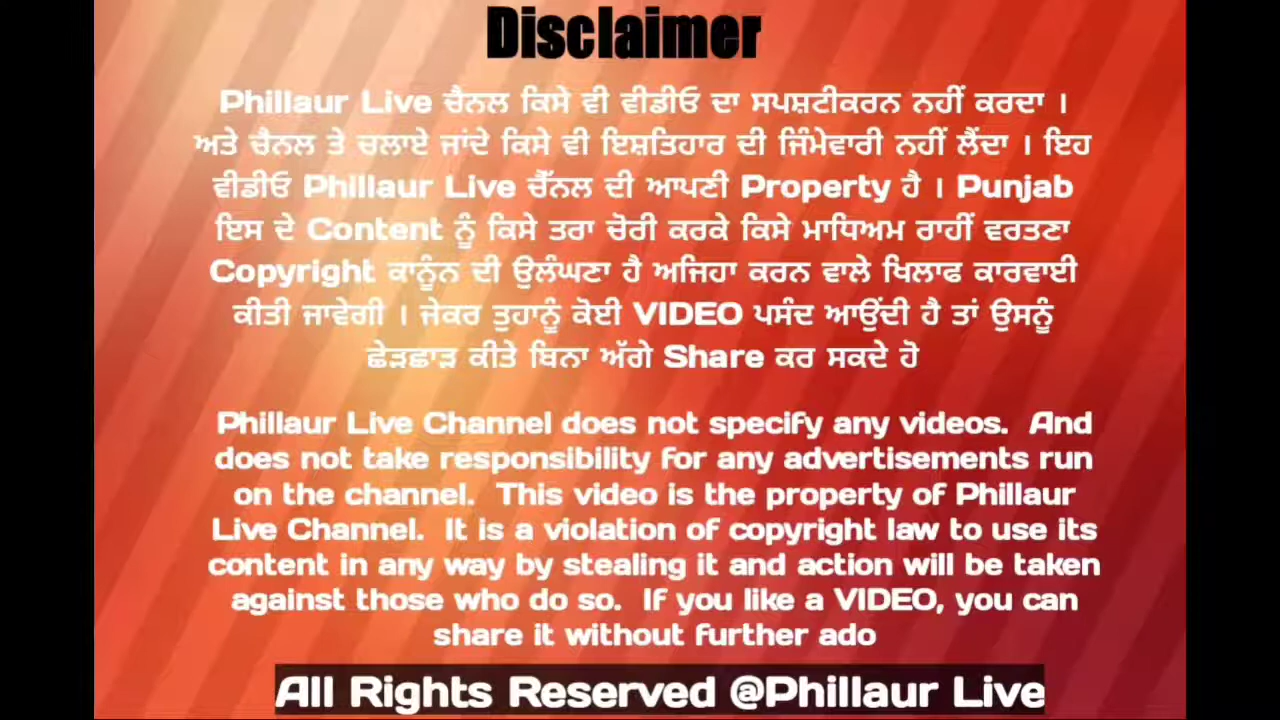 Disclaimer
Phillaur Live ਚੈਨਲ ਕਿਸੇ ਵੀ ਵੀਡੀਓ ਦਾ ਸਪਸ਼ਟੀਕਰਨ ਨਹੀਂ ਕਰਦਾ ।
ਅਤੇ ਚੈਨਲ ਤੇ ਚਲਾਏ ਜਾਂਦੇ ਕਿਸੇ ਵੀ ਇਸ਼ਤਿਹਾਰ ਦੀ ਜਿੰਮੇਵਾਰੀ ਨਹੀਂ ਲੈਂਦਾ । ਇਹ
ਵੀਡੀਓ Phillaur Live ਚੈੱਨਲ ਦੀ ਆਪਣੀ Property ਹੈ । Punjab
ਇਸ ਦੇ Content ਨੂੰ ਕਿਸੇ ਤਰਾ ਚੋਰੀ ਕਰਕੇ ਕਿਸੇ ਮਾਧਿਅਮ ਰਾਹੀਂ ਵਰਤਣਾ
Copyright ਕਾਨੂੰਨ ਦੀ ਉਲੰਘਣਾ ਹੈ ਅਜਿਹਾ ਕਰਨ ਵਾਲੇ ਖਿਲਾਫ ਕਾਰਵਾਈ
ਕੀਤੀ ਜਾਵੇਗੀ । ਜੇਕਰ ਤੁਹਾਨੂੰ ਕੋਈ VIDEO ਪਸੰਦ ਆਉਂਦੀ ਹੈ ਤਾਂ ਉਸਨੂੰ
ਛੇੜਛਾੜ ਕੀਤੇ ਬਿਨਾ ਅੱਗੇ Share ਕਰ ਸਕਦੇ ਹੋ
Phillaur Live Channel does not specify any videos.  And
does not take responsibility for any advertisements run
on the channel.  This video is the property of Phillaur
Live Channel.  It is a violation of copyright law to use its
content in any way by stealing it and action will be taken
against those who do so.  If you like a VIDEO, you can
share it without further ado
All Rights Reserved @Phillaur Live